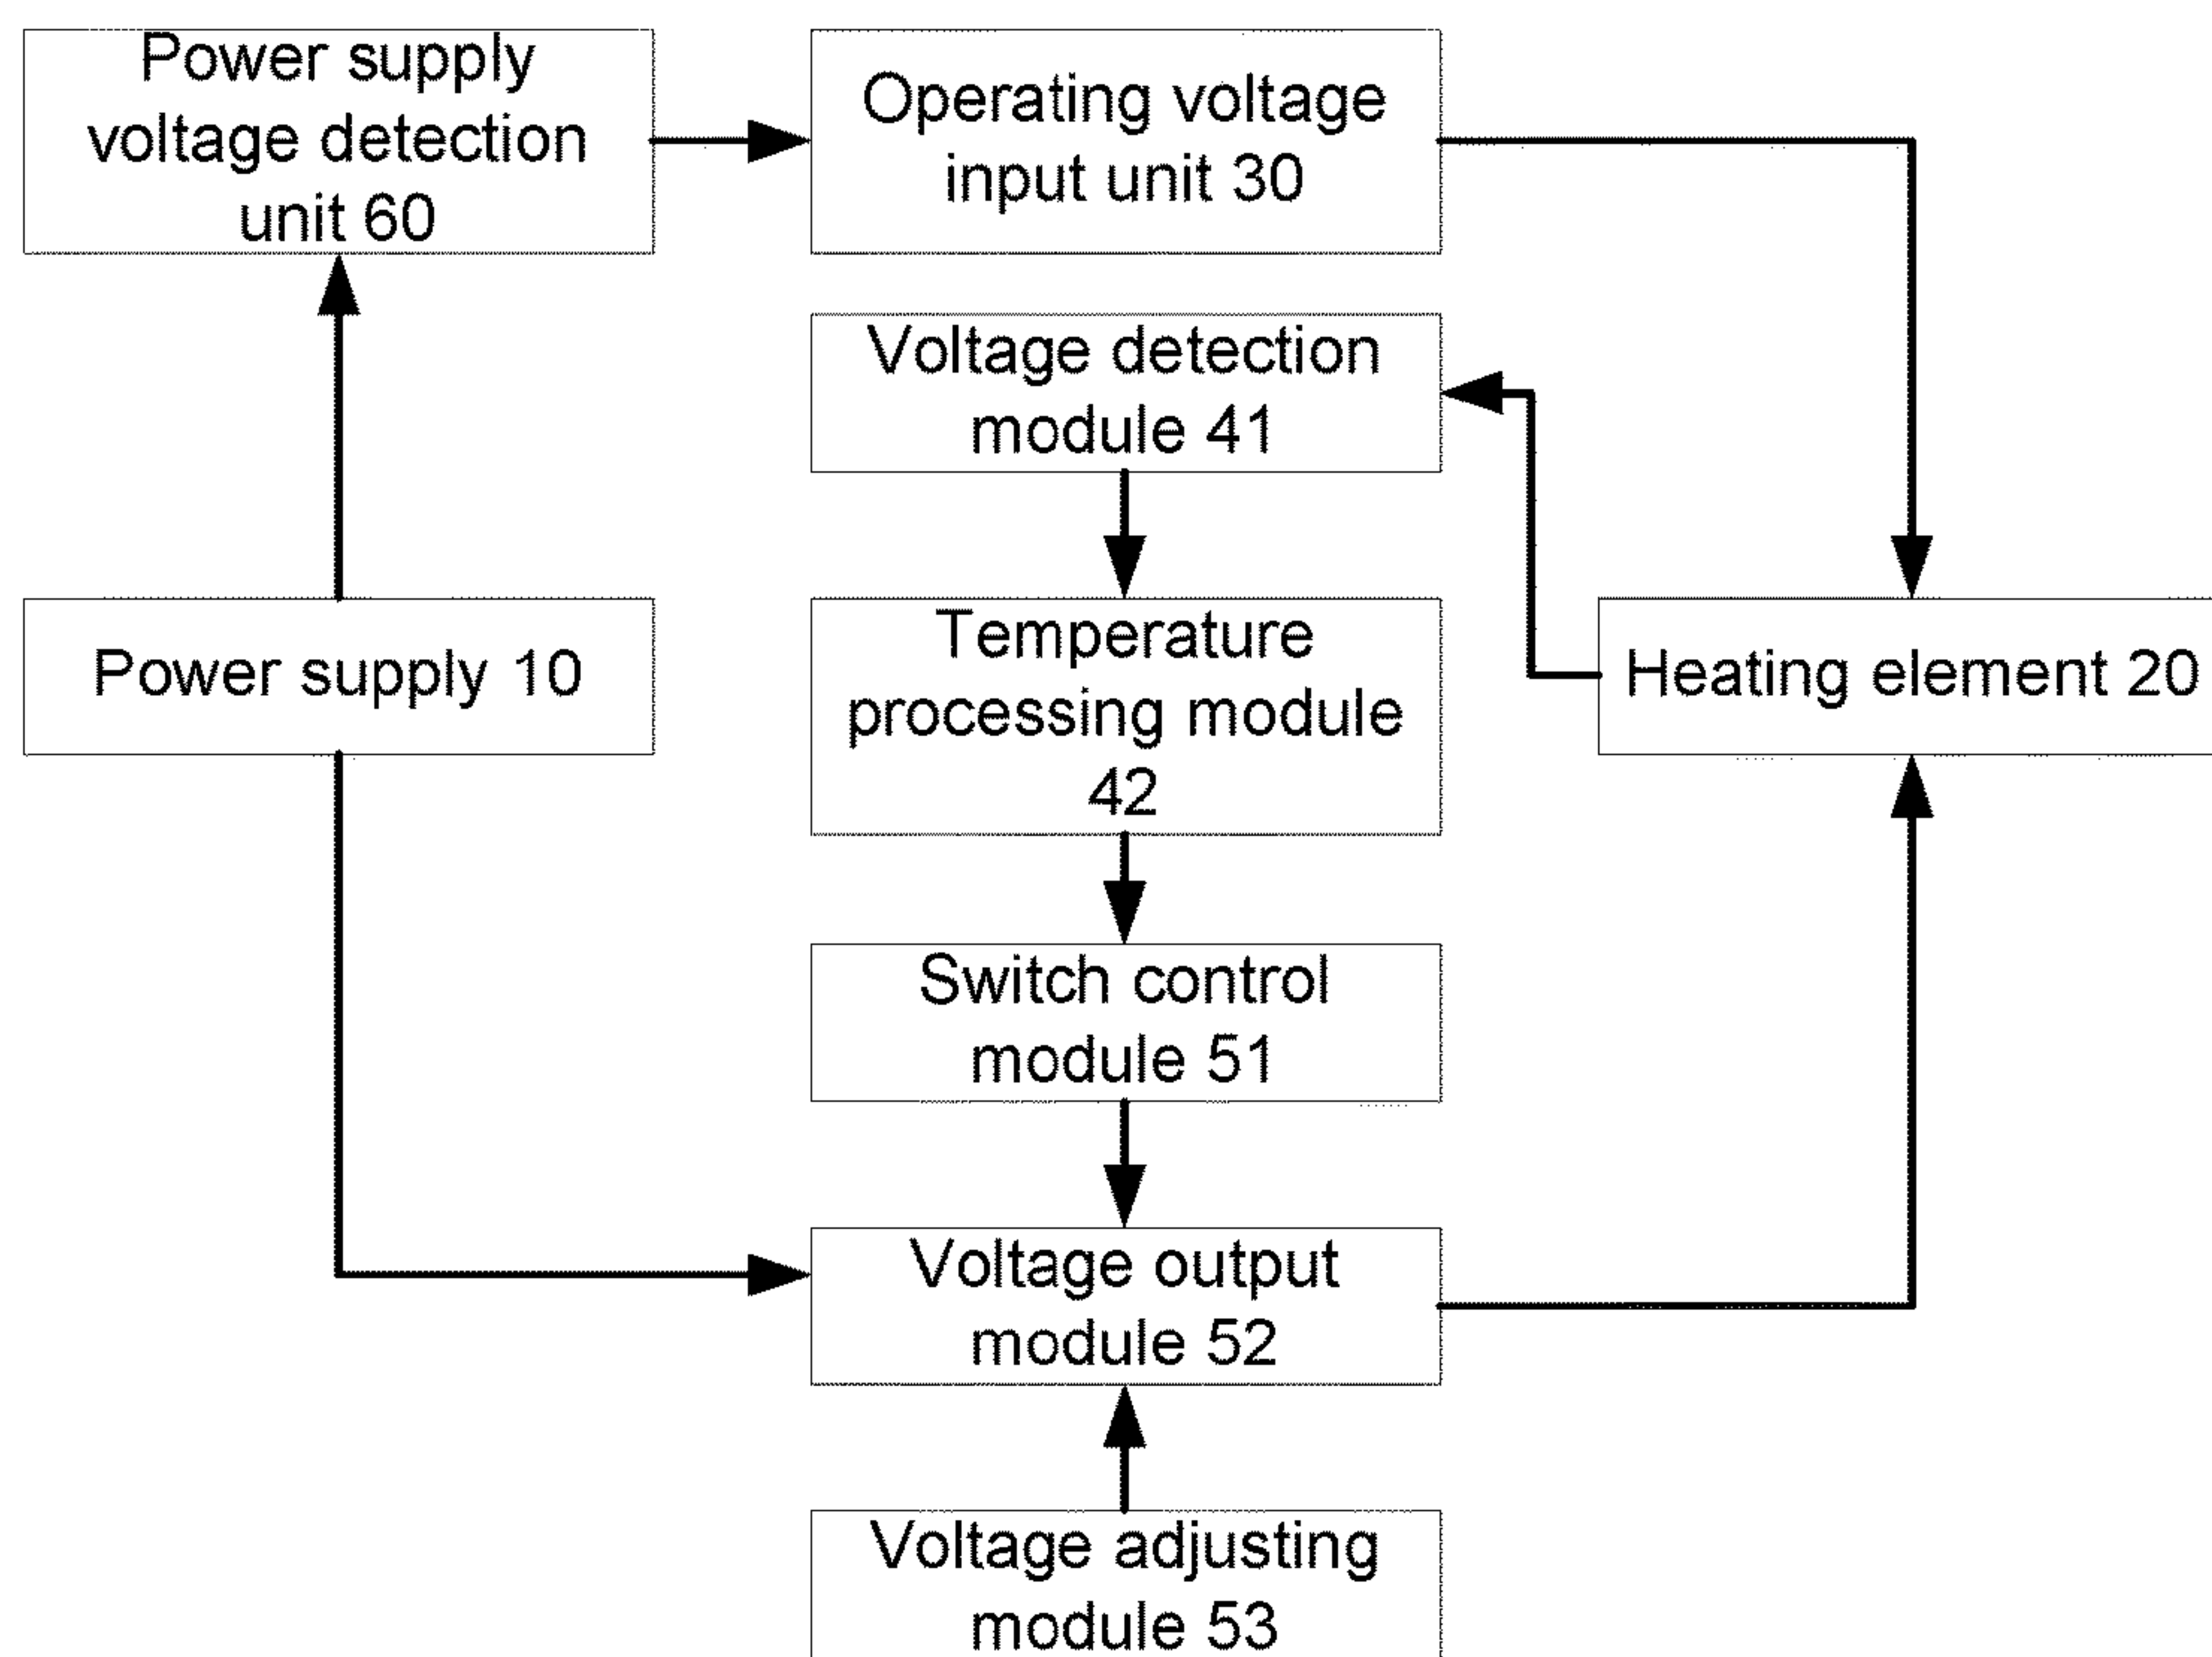 Power supply
voltage detection
unit 60
Operating voltage
input unit 30
Voltage detection
module 41
Power supply 10
Temperature
processing module
42
Heating element 20
Switch control
module 51
Voltage output
module 52
Voltage adjusting
module 53